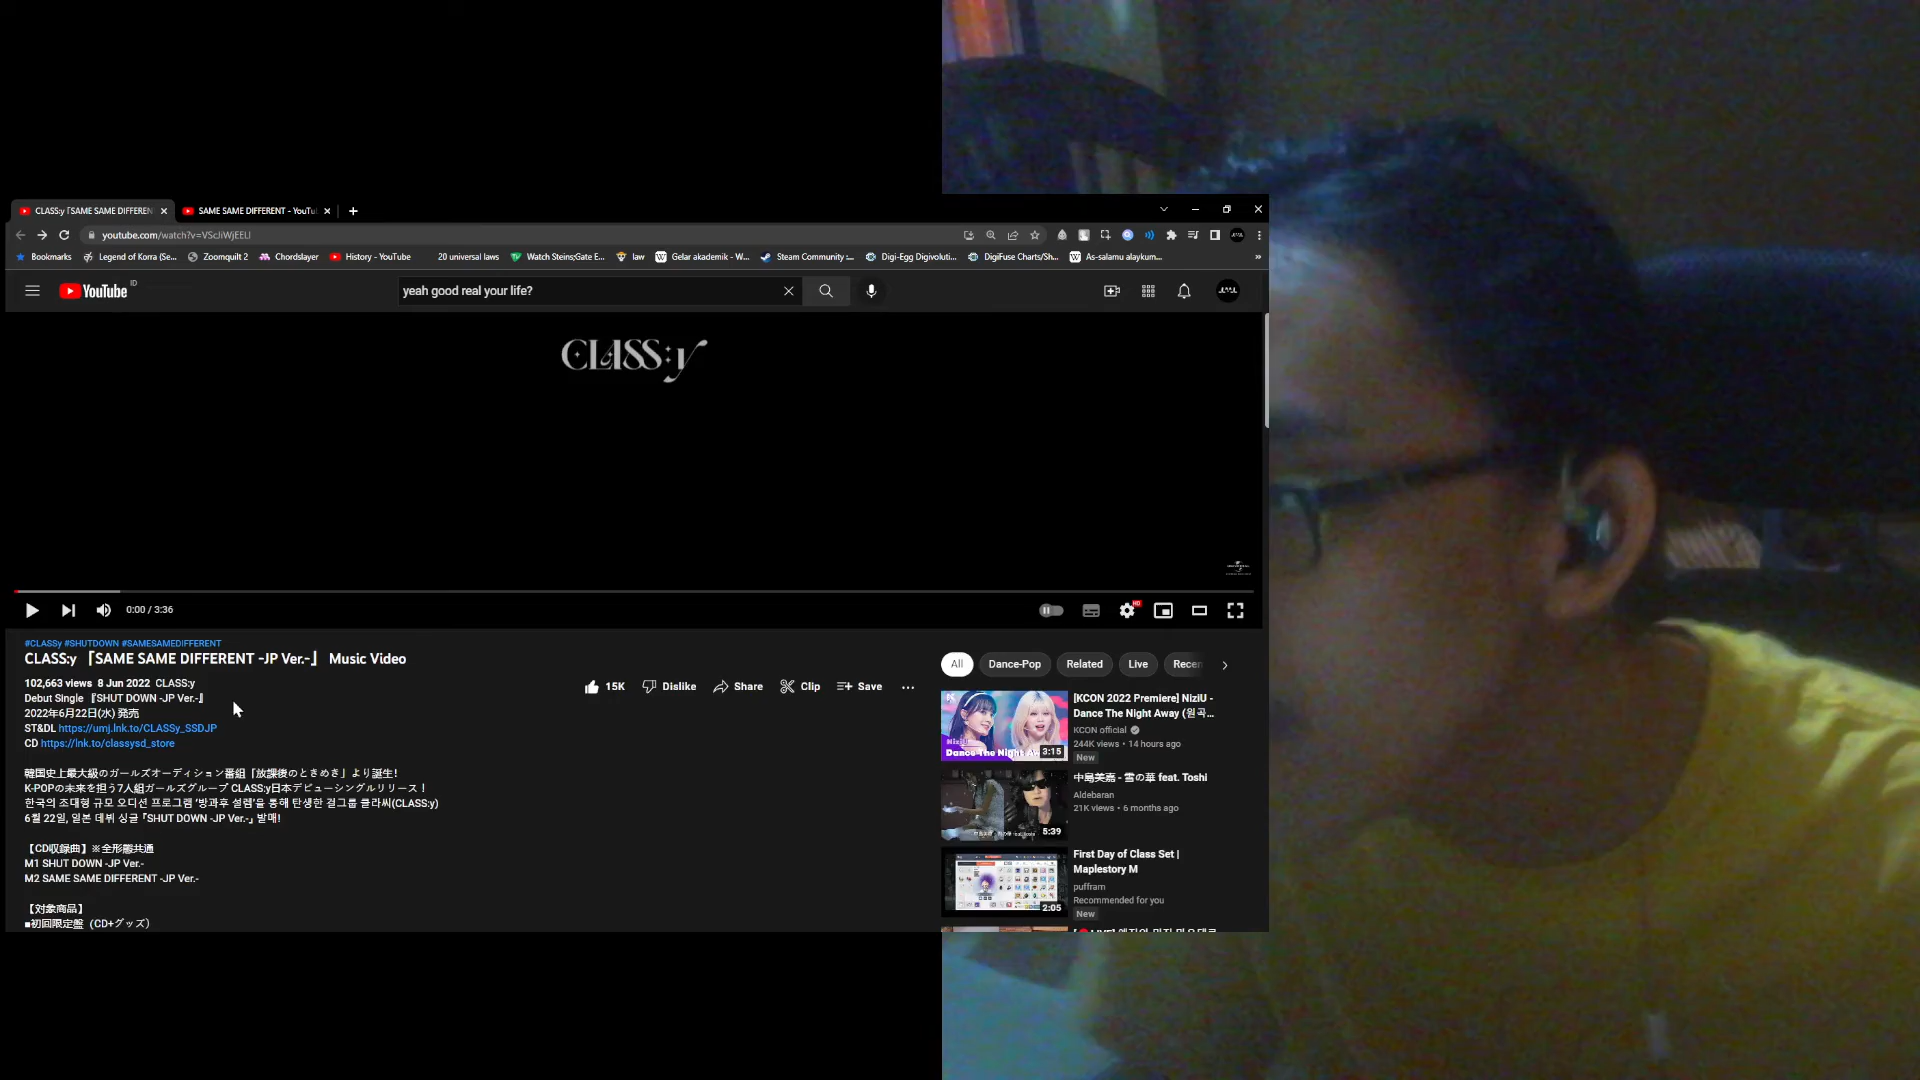 CLASS:y 「SAME SAME DIFFEREN
SAME SAME DIFFERENT - YouTu
youtube.com/watch?v=VScJiWjEELI
Bookmarks
Legend of Korra (Se...
Zoomquilt 2
Chordslayer
History - YouTube
20 universal laws
Watch Steins;Gate E...
law
Gelar akademik - W...
Steam Community :...
Digi-Egg Digivoluti...
DigiFuse Charts/Sh...
As-salamu alaykum...
»
YouTube ID
yeah good real your life?
CLASS:y
0:00 / 3:36
HD
#CLASSy #SHUTDOWN #SAMESAMEDIFFERENT
CLASS:y 『SAME SAME DIFFERENT -JP Ver.-』 Music Video
102,663 views 8 Jun 2022 CLASS:y
15K
Dislike
Share
Clip
Save
Debut Single 『SHUT DOWN -JP Ver.-』
2022年6月22日(水) 発売
ST&DL https://umj.lnk.to/CLASSy_SSDJP
CD https://lnk.to/classysd_store
韓国史上最大級のガールズオーディション番組「放課後のときめき」より誕生!
K-POPの未来を担う7人組ガールズグループ CLASS:y日本デビューシングルリリース！
한국의 초대형 규모 오디션 프로그램 '방과후 설렘'을 통해 탄생한 걸그룹 클라씨(CLASS:y)
6월 22일, 일본 데뷔 싱글 「SHUT DOWN -JP Ver.-」 발매!
【CD収録曲】※全形態共通
M1 SHUT DOWN -JP Ver.-
M2 SAME SAME DIFFERENT -JP Ver.-
【対象商品】
■初回限定盤（CD+グッズ）
All
Dance-Pop
Related
Live
Recen
[KCON 2022 Premiere] NiziU -
Dance The Night Away (원곡...
KCON official
244K views • 14 hours ago
New
NiziU
Dance The Night A
3:15
中島美嘉 - 雪の華 feat. Toshi
Aldebaran
21K views • 6 months ago
5:39
First Day of Class Set |
Maplestory M
puffram
Recommended for you
New
2:05